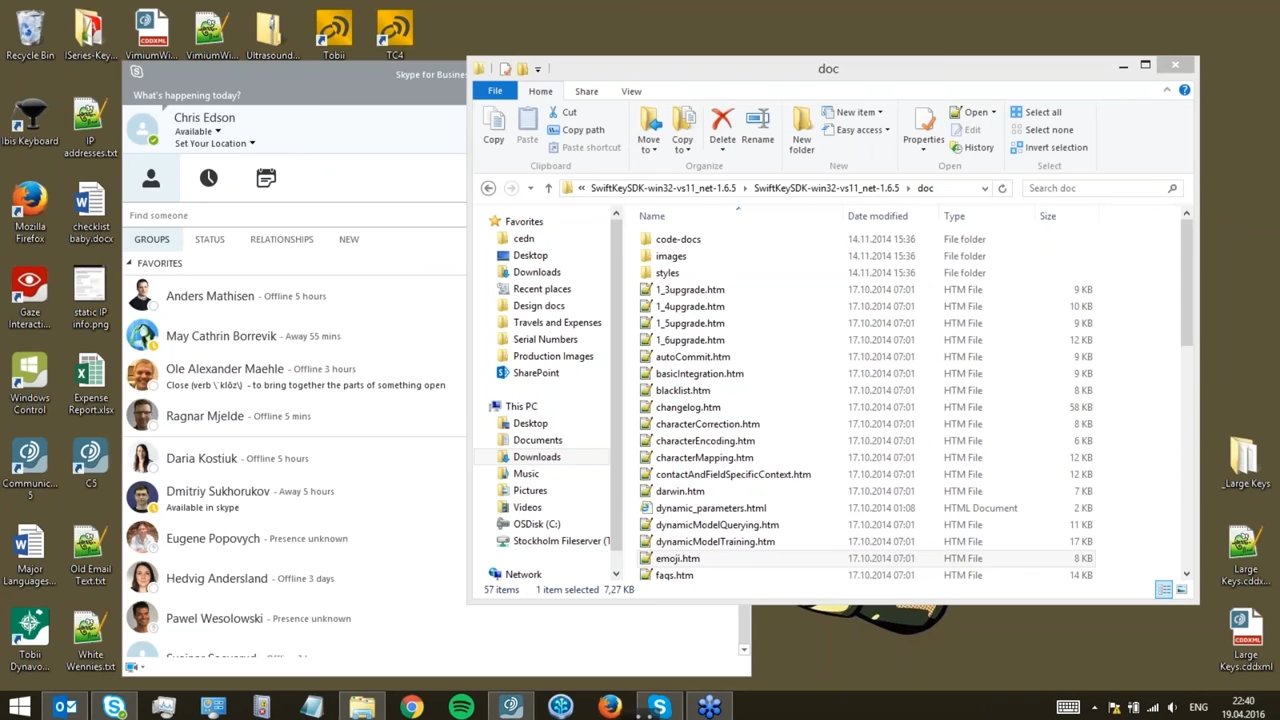 Recycle Bin
ISeries-Key...
VimiumWi...
VimiumWi...
Ultrasound...
Tobii
TC4
Ibis Keyboard
IP
addresses.txt
Mozilla
Firefox
checklist
baby.docx
Gaze
Interacti...
static IP
info.png
Windows
Control
Expense
Report.xlsx
Communic...
5
C5
Major
Languages...
Old Email
Text.txt
Tobii
Dynavo...
White
Wennies.txt
Skype for Busine
What's happening today?
Chris Edson
Available
Set Your Location
Find someone
GROUPS STATUS RELATIONSHIPS NEW
FAVORITES
Anders Mathisen - Offline 5 hours
May Cathrin Borrevik - Away 55 mins
Ole Alexander Maehle - Offline 3 hours
Close (verb \ˈklōz\) - to bring together the parts of something open
Ragnar Mjelde - Offline 5 mins
Daria Kostiuk - Offline 5 hours
Dmitriy Sukhorukov - Away 5 hours
Available in skype
Eugene Popovych - Presence unknown
Hedvig Andersland - Offline 3 days
Pawel Wesolowski - Presence unknown
doc
File Home Share View
Copy
Paste
Cut
Copy path
Paste shortcut
Clipboard
Move
to
Copy
to
Delete
Rename
Organize
New
folder
New item
Easy access
New
Properties
Open
Edit
History
Open
Select all
Select none
Invert selection
Select
« SwiftKeySDK-win32-vs11_net-1.6.5 SwiftKeySDK-win32-vs11_net-1.6.5 doc
Search doc
Favorites
cedn
Desktop
Downloads
Recent places
Design docs
Travels and Expenses
Serial Numbers
Production Images
SharePoint
This PC
Desktop
Documents
Downloads
Music
Pictures
Videos
OSDisk (C:)
Stockholm Fileserver (T
Network
Name Date modified Type Size
code-docs 14.11.2014 15:36 File folder
images 14.11.2014 15:36 File folder
styles 14.11.2014 15:36 File folder
1_3upgrade.htm 17.10.2014 07:01 HTM File 9 KB
1_4upgrade.htm 17.10.2014 07:01 HTM File 10 KB
1_5upgrade.htm 17.10.2014 07:01 HTM File 9 KB
1_6upgrade.htm 17.10.2014 07:01 HTM File 12 KB
autoCommit.htm 17.10.2014 07:01 HTM File 9 KB
basicIntegration.htm 17.10.2014 07:01 HTM File 9 KB
blacklist.htm 17.10.2014 07:01 HTM File 8 KB
changelog.htm 17.10.2014 07:01 HTM File 58 KB
characterCorrection.htm 17.10.2014 07:01 HTM File 8 KB
characterEncoding.htm 17.10.2014 07:01 HTM File 6 KB
characterMapping.htm 17.10.2014 07:01 HTM File 12 KB
contactAndFieldSpecificContext.htm 17.10.2014 07:01 HTM File 12 KB
darwin.htm 17.10.2014 07:01 HTM File 7 KB
dynamic_parameters.html 17.10.2014 01:08 HTML Document 2 KB
dynamicModelQuerying.htm 17.10.2014 07:01 HTM File 11 KB
dynamicModelTraining.htm 17.10.2014 07:01 HTM File 17 KB
emoji.htm 17.10.2014 07:01 HTM File 8 KB
faqs.htm 17.10.2014 07:01 HTM File 14 KB
57 items 1 item selected 7,27 KB
_Large Keys
Large
Keys.cddx...
CDDXML
Large
Keys.cddxml
ENG
22:40
19.04.2016